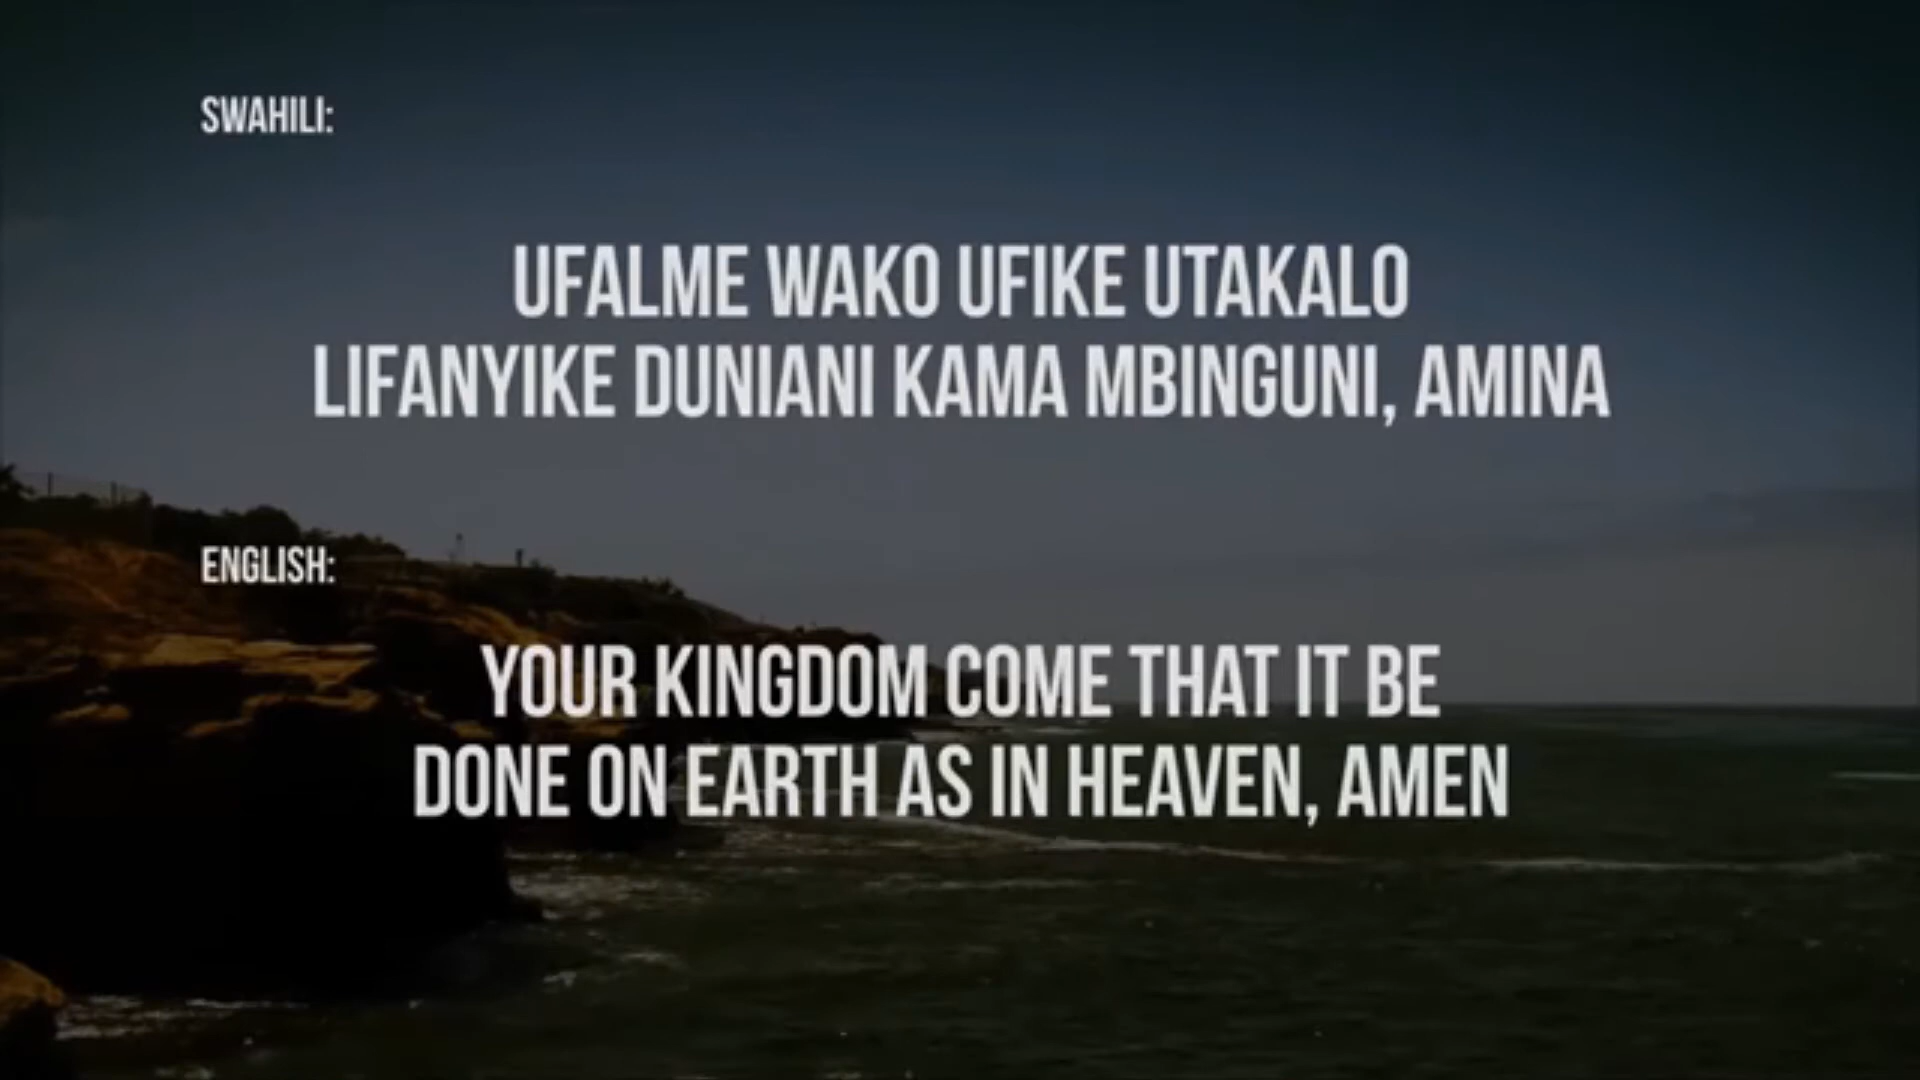 SWAHILI:
UFALME WAKO UFIKE UTAKALO
LIFANYIKE DUNIANI KAMA MBINGUNI, AMINA
ENGLISH:
YOUR KINGDOM COME THAT IT BE
DONE ON EARTH AS IN HEAVEN, AMEN